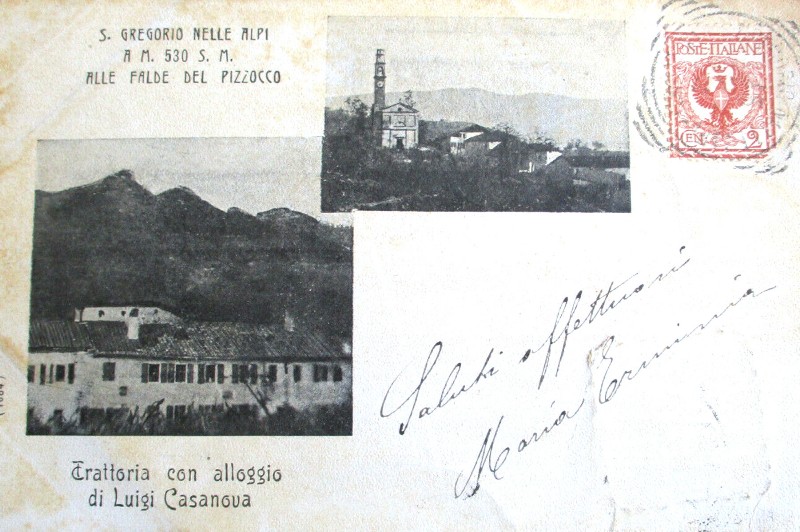 S. GREGORIO NELLE ALPI
A M. 530 S. M.
ALLE FALDE DEL PIZZOCCO
POSTE·ITALIANE
CEN. 2
Saluti affettuosi
Maria Erminia
Trattoria con alloggio
di Luigi Casanova